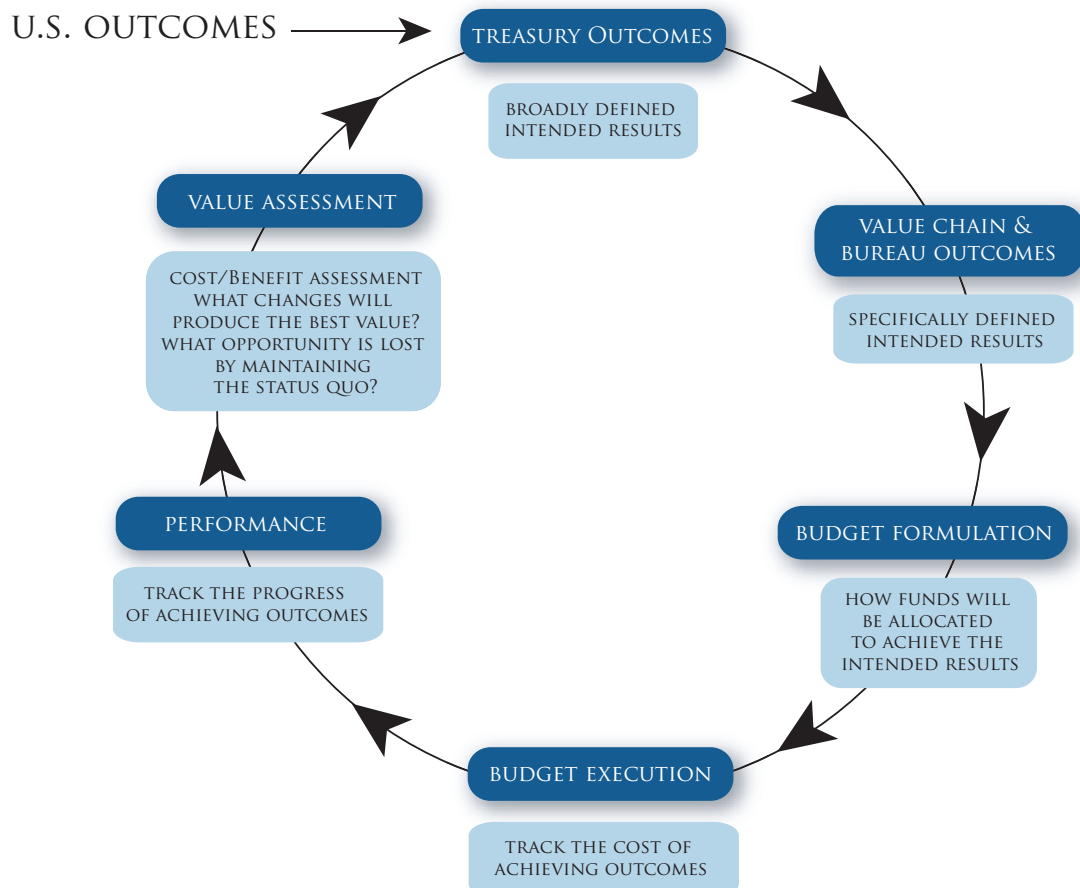 U.S. OUTCOMES
TREASURY OUTCOMES
BROADLY DEFINED
INTENDED RESULTS
VALUE CHAIN &
BUREAU OUTCOMES
SPECIFICALLY DEFINED
INTENDED RESULTS
BUDGET FORMULATION
HOW FUNDS WILL
BE ALLOCATED
TO ACHIEVE THE
INTENDED RESULTS
BUDGET EXECUTION
TRACK THE COST OF
ACHIEVING OUTCOMES
PERFORMANCE
TRACK THE PROGRESS
OF ACHIEVING OUTCOMES
VALUE ASSESSMENT
COST/BENEFIT ASSESSMENT
WHAT CHANGES WILL
PRODUCE THE BEST VALUE?
WHAT OPPORTUNITY IS LOST
BY MAINTAINING
THE STATUS QUO?